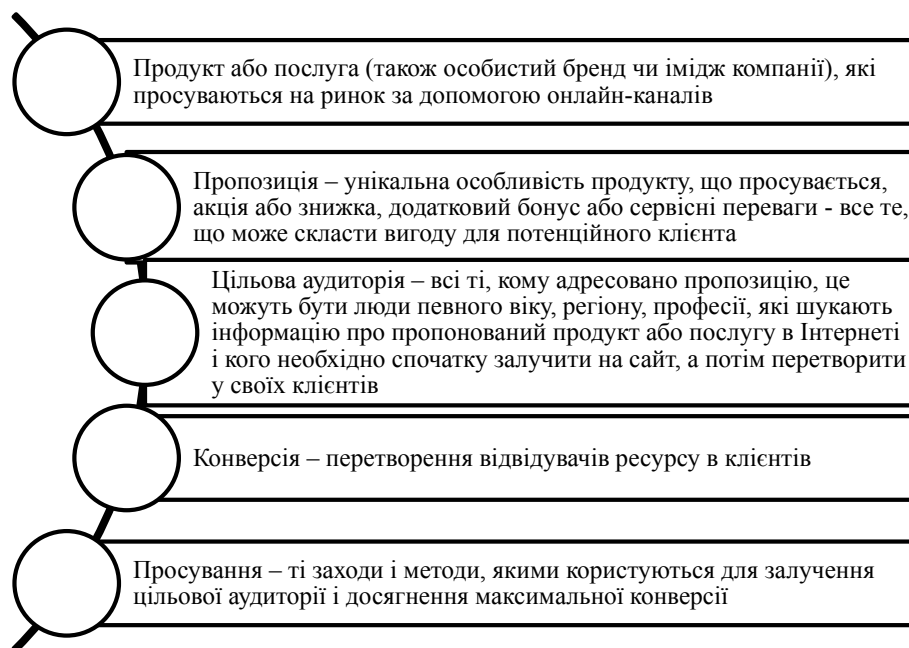 Продукт або послуга (також особистий бренд чи імідж компанії), які
просуваються на ринок за допомогою онлайн-каналів
Пропозиція – унікальна особливість продукту, що просувається,
акція або знижка, додатковий бонус або сервісні переваги - все те,
що може скласти вигоду для потенційного клієнта
Цільова аудиторія – всі ті, кому адресовано пропозицію, це
можуть бути люди певного віку, регіону, професії, які шукають
інформацію про пропонований продукт або послугу в Інтернеті
і кого необхідно спочатку залучити на сайт, а потім перетворити
у своїх клієнтів
Конверсія – перетворення відвідувачів ресурсу в клієнтів
Просування – ті заходи і методи, якими користуються для залучення
цільової аудиторії і досягнення максимальної конверсії